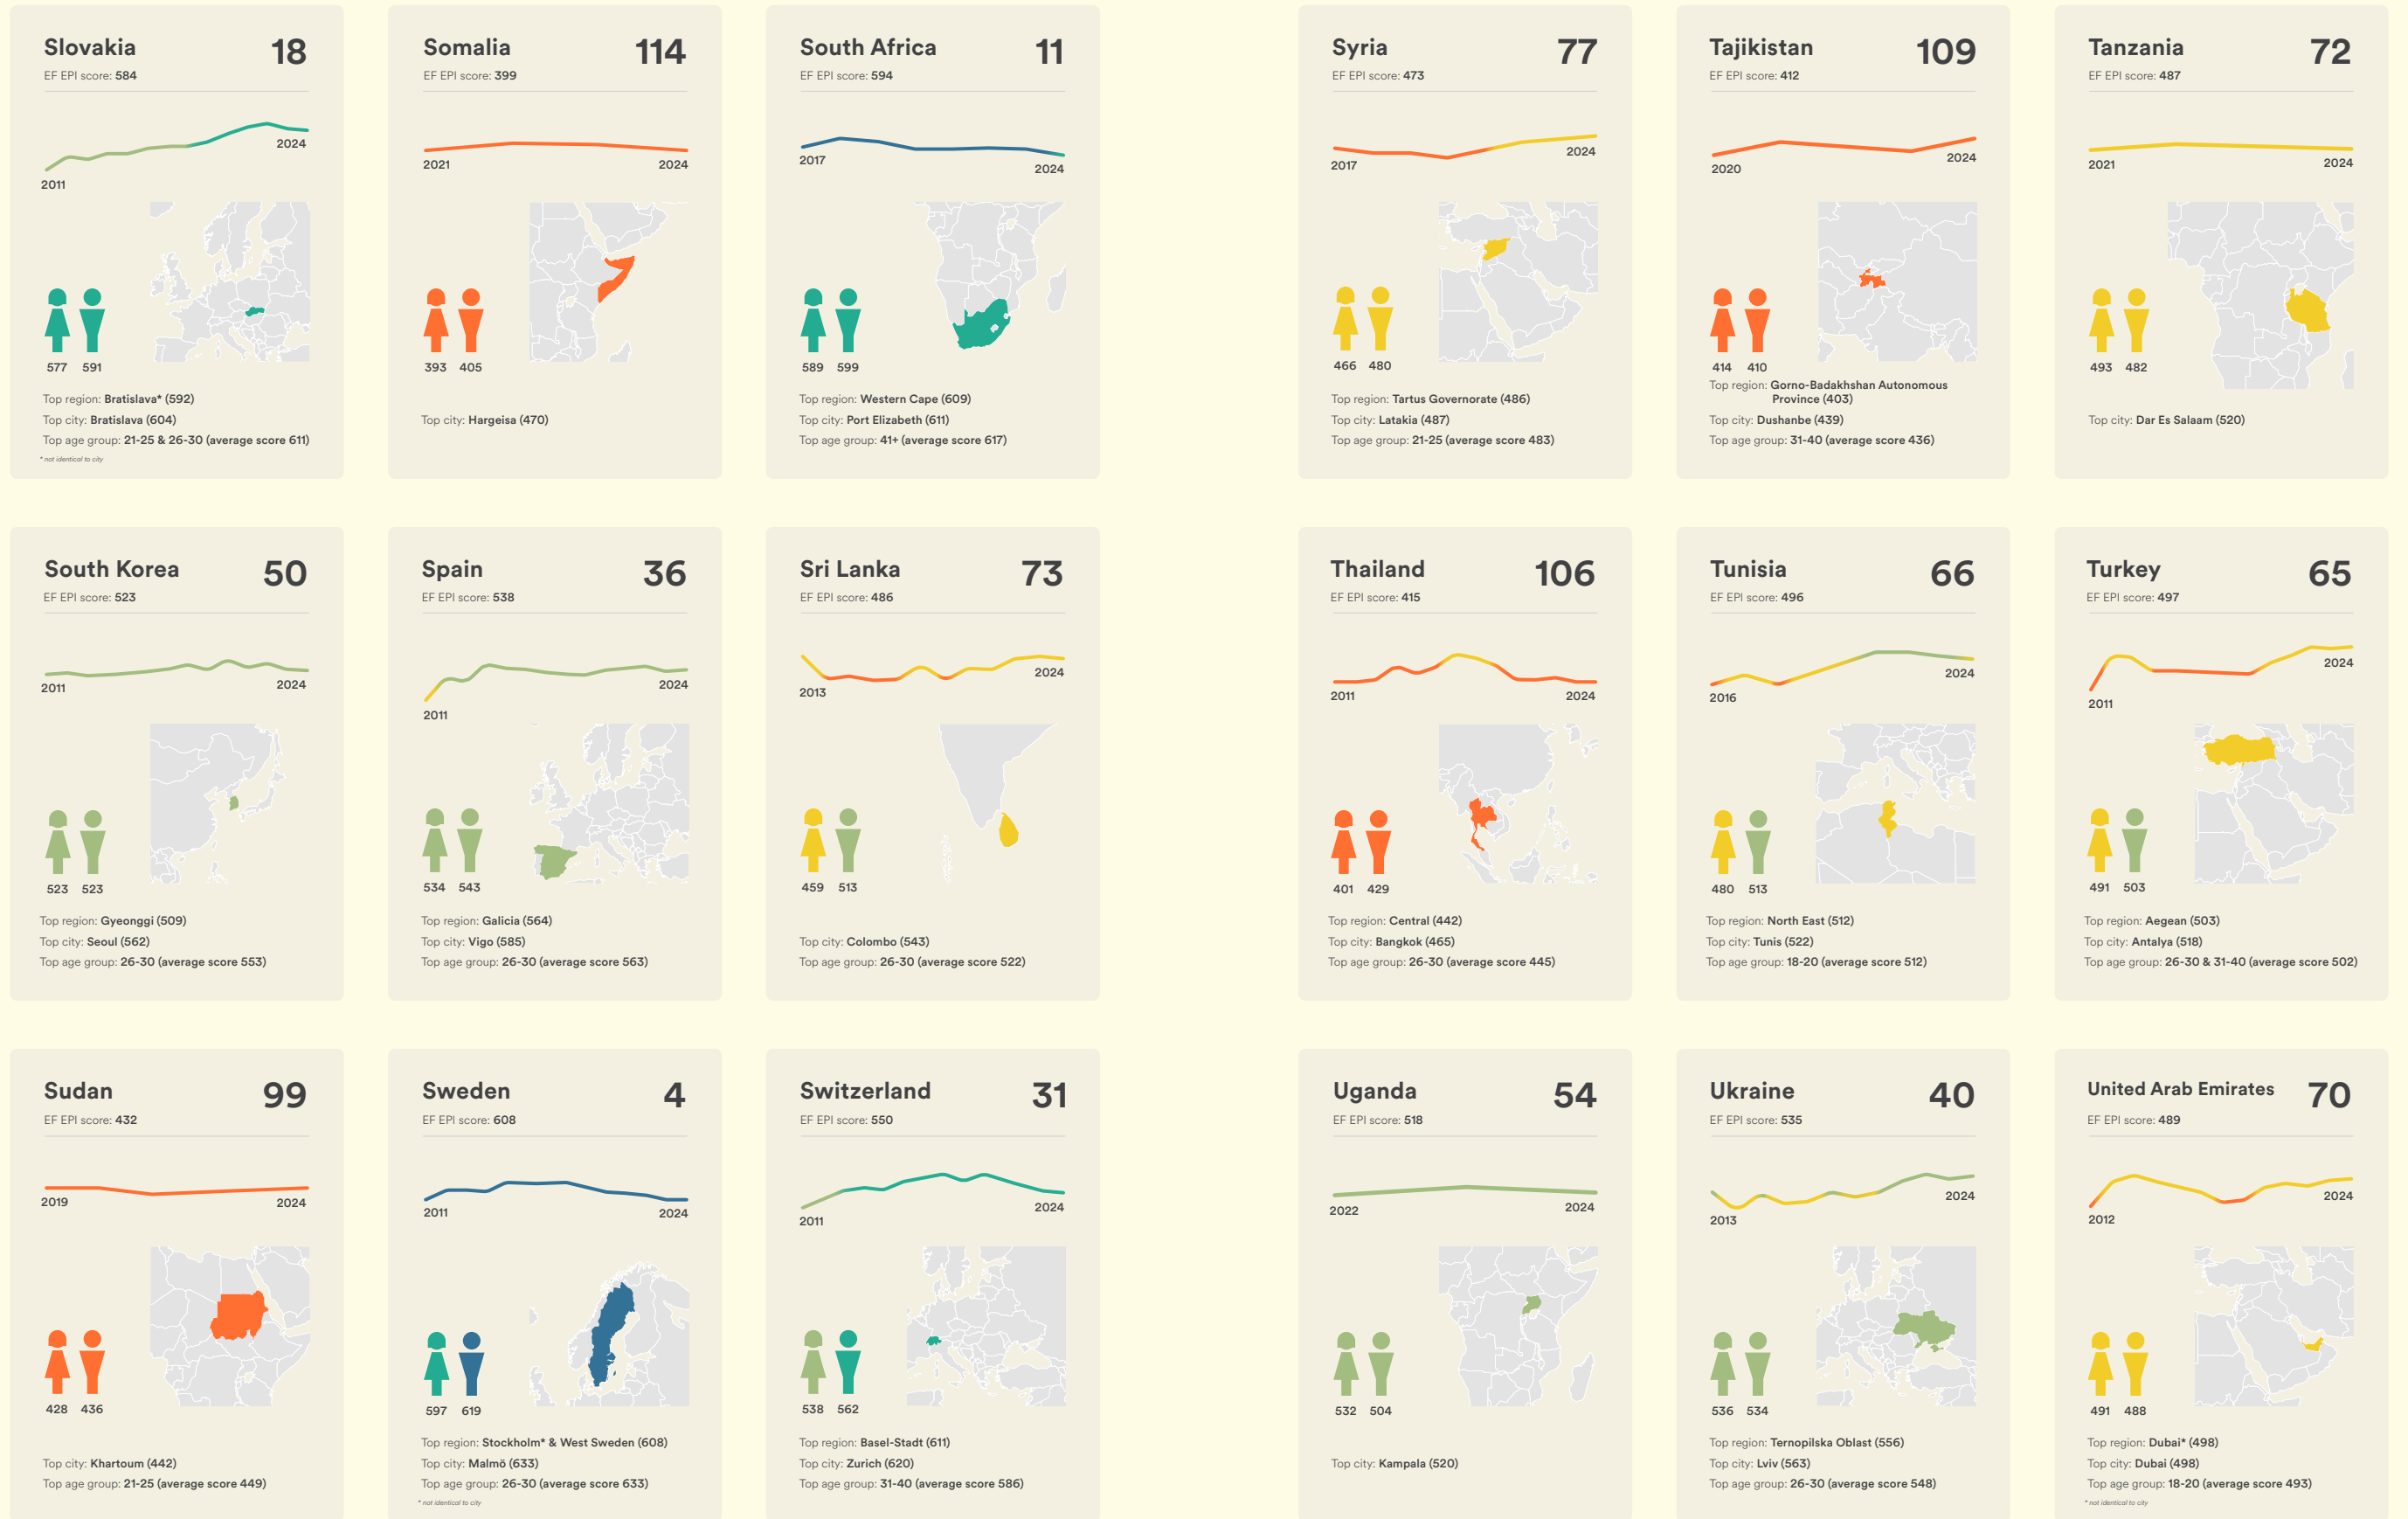 Slovakia
18
EF EPI score: 584
2011
2024
577 591
Top region: Bratislava* (592)
Top city: Bratislava (604)
Top age group: 21-25 & 26-30 (average score 611)
* not identical to city
Somalia
114
EF EPI score: 399
2021
2024
393 405
Top city: Hargeisa (470)
South Africa
11
EF EPI score: 594
2017
2024
589 599
Top region: Western Cape (609)
Top city: Port Elizabeth (611)
Top age group: 41+ (average score 617)
Syria
77
EF EPI score: 473
2017
2024
466 480
Top region: Tartus Governorate (486)
Top city: Latakia (487)
Top age group: 21-25 (average score 483)
Tajikistan
109
EF EPI score: 412
2020
2024
414 410
Top region: Gorno-Badakhshan Autonomous
Province (403)
Top city: Dushanbe (439)
Top age group: 31-40 (average score 436)
Tanzania
72
EF EPI score: 487
2021
2024
493 482
Top city: Dar Es Salaam (520)
South Korea
50
EF EPI score: 523
2011
2024
523 523
Top region: Gyeonggi (509)
Top city: Seoul (562)
Top age group: 26-30 (average score 553)
Spain
36
EF EPI score: 538
2011
2024
534 543
Top region: Galicia (564)
Top city: Vigo (585)
Top age group: 26-30 (average score 563)
Sri Lanka
73
EF EPI score: 486
2013
2024
459 513
Top city: Colombo (543)
Top age group: 26-30 (average score 522)
Thailand
106
EF EPI score: 415
2011
2024
401 429
Top region: Central (442)
Top city: Bangkok (465)
Top age group: 26-30 (average score 445)
Tunisia
66
EF EPI score: 496
2016
2024
480 513
Top region: North East (512)
Top city: Tunis (522)
Top age group: 18-20 (average score 512)
Turkey
65
EF EPI score: 497
2011
2024
491 503
Top region: Aegean (503)
Top city: Antalya (518)
Top age group: 26-30 & 31-40 (average score 502)
Sudan
99
EF EPI score: 432
2019
2024
428 436
Top city: Khartoum (442)
Top age group: 21-25 (average score 449)
Sweden
4
EF EPI score: 608
2011
2024
597 619
Top region: Stockholm* & West Sweden (608)
Top city: Malmö (633)
Top age group: 26-30 (average score 633)
* not identical to city
Switzerland
31
EF EPI score: 550
2011
2024
538 562
Top region: Basel-Stadt (611)
Top city: Zurich (620)
Top age group: 31-40 (average score 586)
Uganda
54
EF EPI score: 518
2022
2024
532 504
Top city: Kampala (520)
Ukraine
40
EF EPI score: 535
2013
2024
536 534
Top region: Ternopilska Oblast (556)
Top city: Lviv (563)
Top age group: 26-30 (average score 548)
United Arab Emirates
70
EF EPI score: 489
2012
2024
491 488
Top region: Dubai* (498)
Top city: Dubai (498)
Top age group: 18-20 (average score 493)
* not identical to city